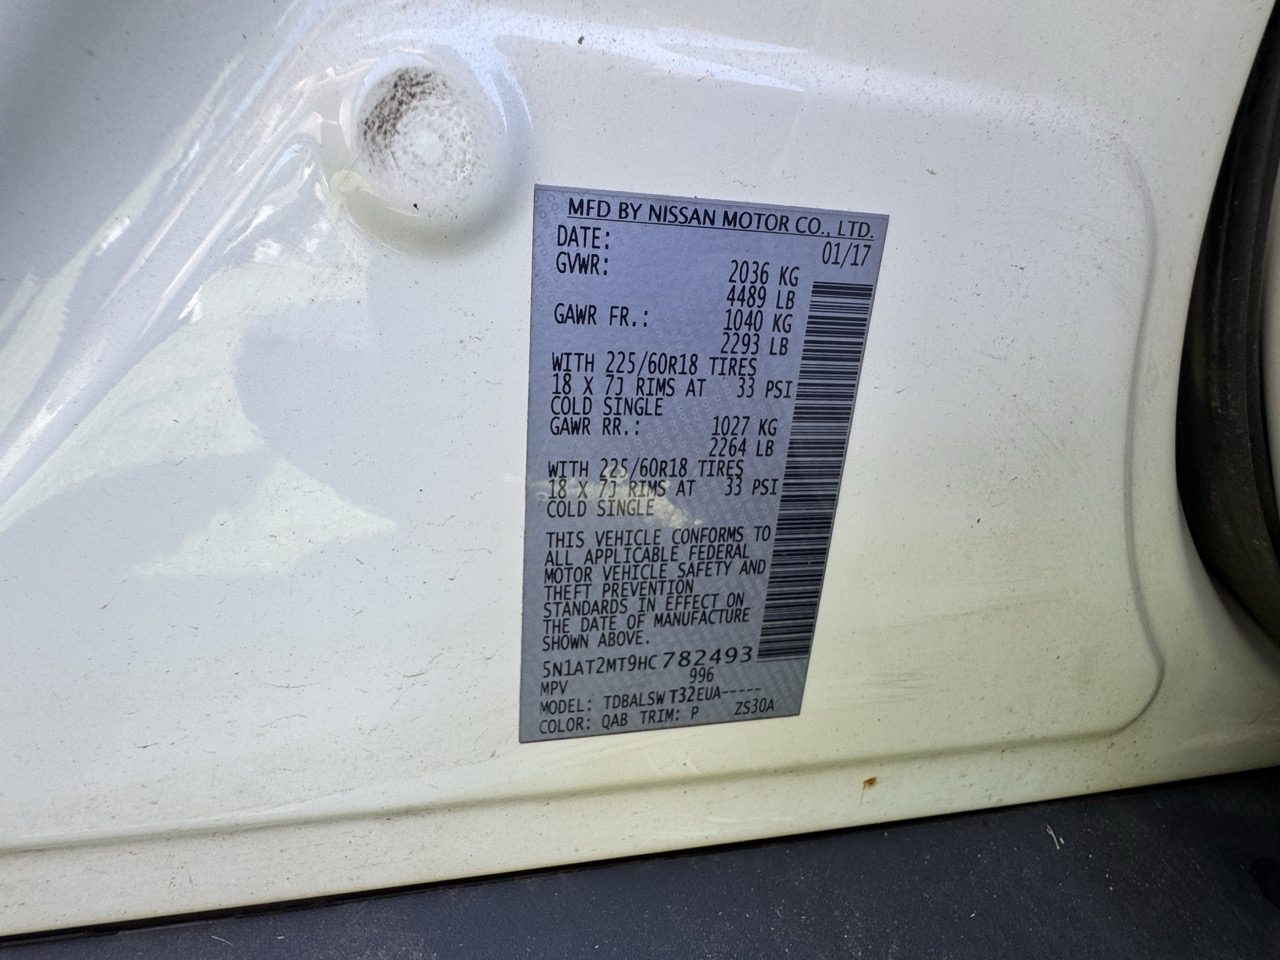 MFD BY NISSAN MOTOR CO., LTD.
DATE: 01/17
GVWR: 2036 KG
4489 LB
GAWR FR.: 1040 KG
2293 LB
WITH 225/60R18 TIRES
18 X 7J RIMS AT 33 PSI
COLD SINGLE
GAWR RR.: 1027 KG
2264 LB
WITH 225/60R18 TIRES
18 X 7J RIMS AT 33 PSI
COLD SINGLE
THIS VEHICLE CONFORMS TO
ALL APPLICABLE FEDERAL
MOTOR VEHICLE SAFETY AND
THEFT PREVENTION
STANDARDS IN EFFECT ON
THE DATE OF MANUFACTURE
SHOWN ABOVE.
5N1AT2MT9HC782493
MPV 996
MODEL: TDBALSW T32EUA-----
COLOR: QAB TRIM: P ZS30A